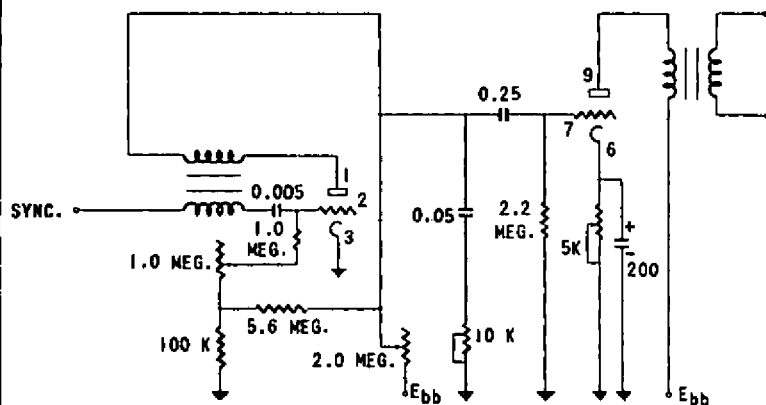 9
0.25
7
6
1
0.005
2
SYNC.
3
1.0
MEG.
1.0 MEG.
0.05
2.2
MEG.
5K
+
-
200
5.6 MEG.
100 K
2.0 MEG.
10 K
Ebb
Ebb